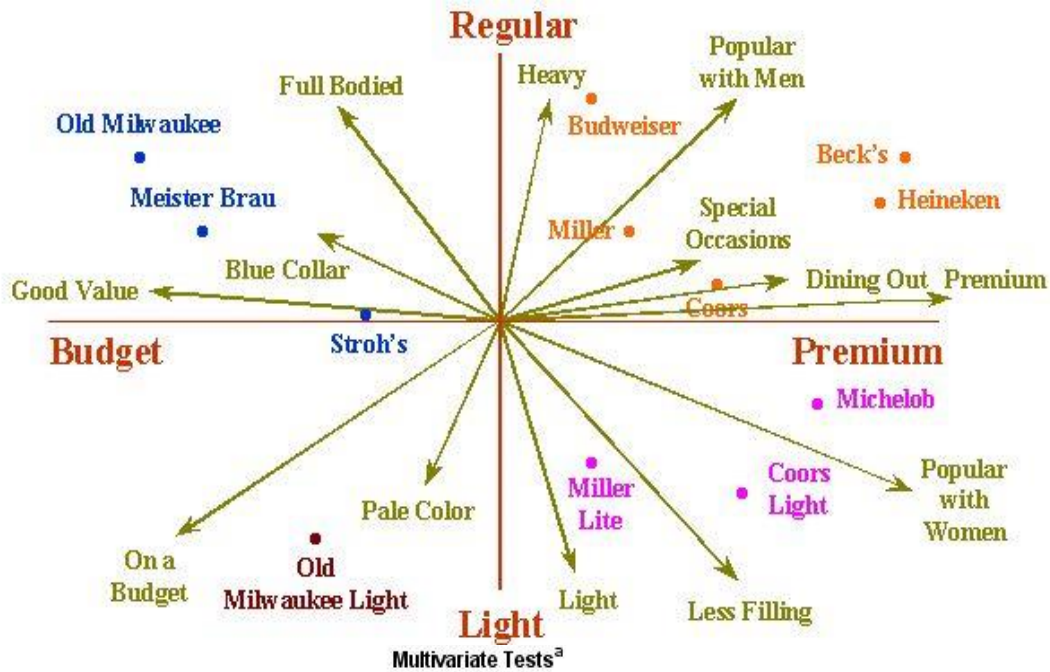 Regular
Popular
with Men
Heavy
Full Bodied
Budweiser
Old Milwaukee
Beck's
Meister Brau
Heineken
Special
Occasions
Miller
Blue Collar
Good Value
Dining Out
Premium
Coors
Stroh's
Budget
Premium
Michelob
Miller
Lite
Coors
Light
Popular
with
Women
Pale Color
On a
Budget
Old
Milwaukee Light
Light
Less Filling
Light
Multivariate Testsª